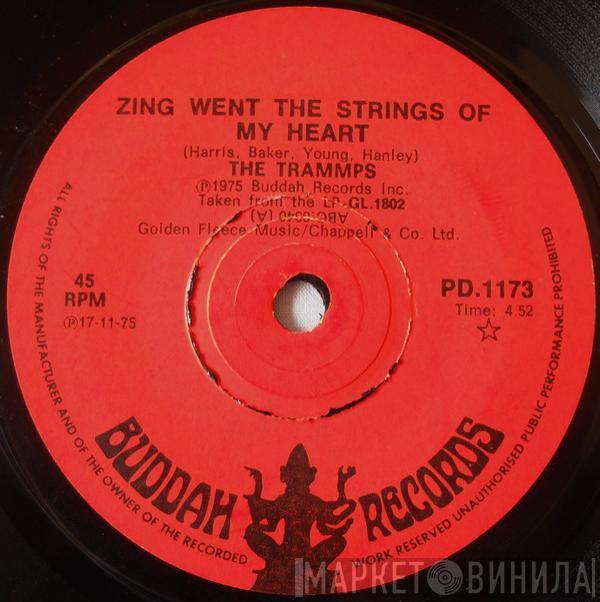 ZING WENT THE STRINGS OF
MY HEART
(Harris, Baker, Young, Hanley)
THE TRAMMPS
Ⓟ1975 Buddah Records Inc.
Taken from the LP-GL.1802
Golden Fleece Music/Chappell & Co. Ltd.
45
RPM
Ⓟ17-11-75
PD.1173
Time: 4.52
☆
BUDDAH RECORDS
ALL RIGHTS OF THE MANUFACTURER AND OF THE OWNER OF THE RECORDED WORK RESERVED UNAUTHORISED PUBLIC PERFORMANCE PROHIBITED
МАРКЕТ ВИНИЛА